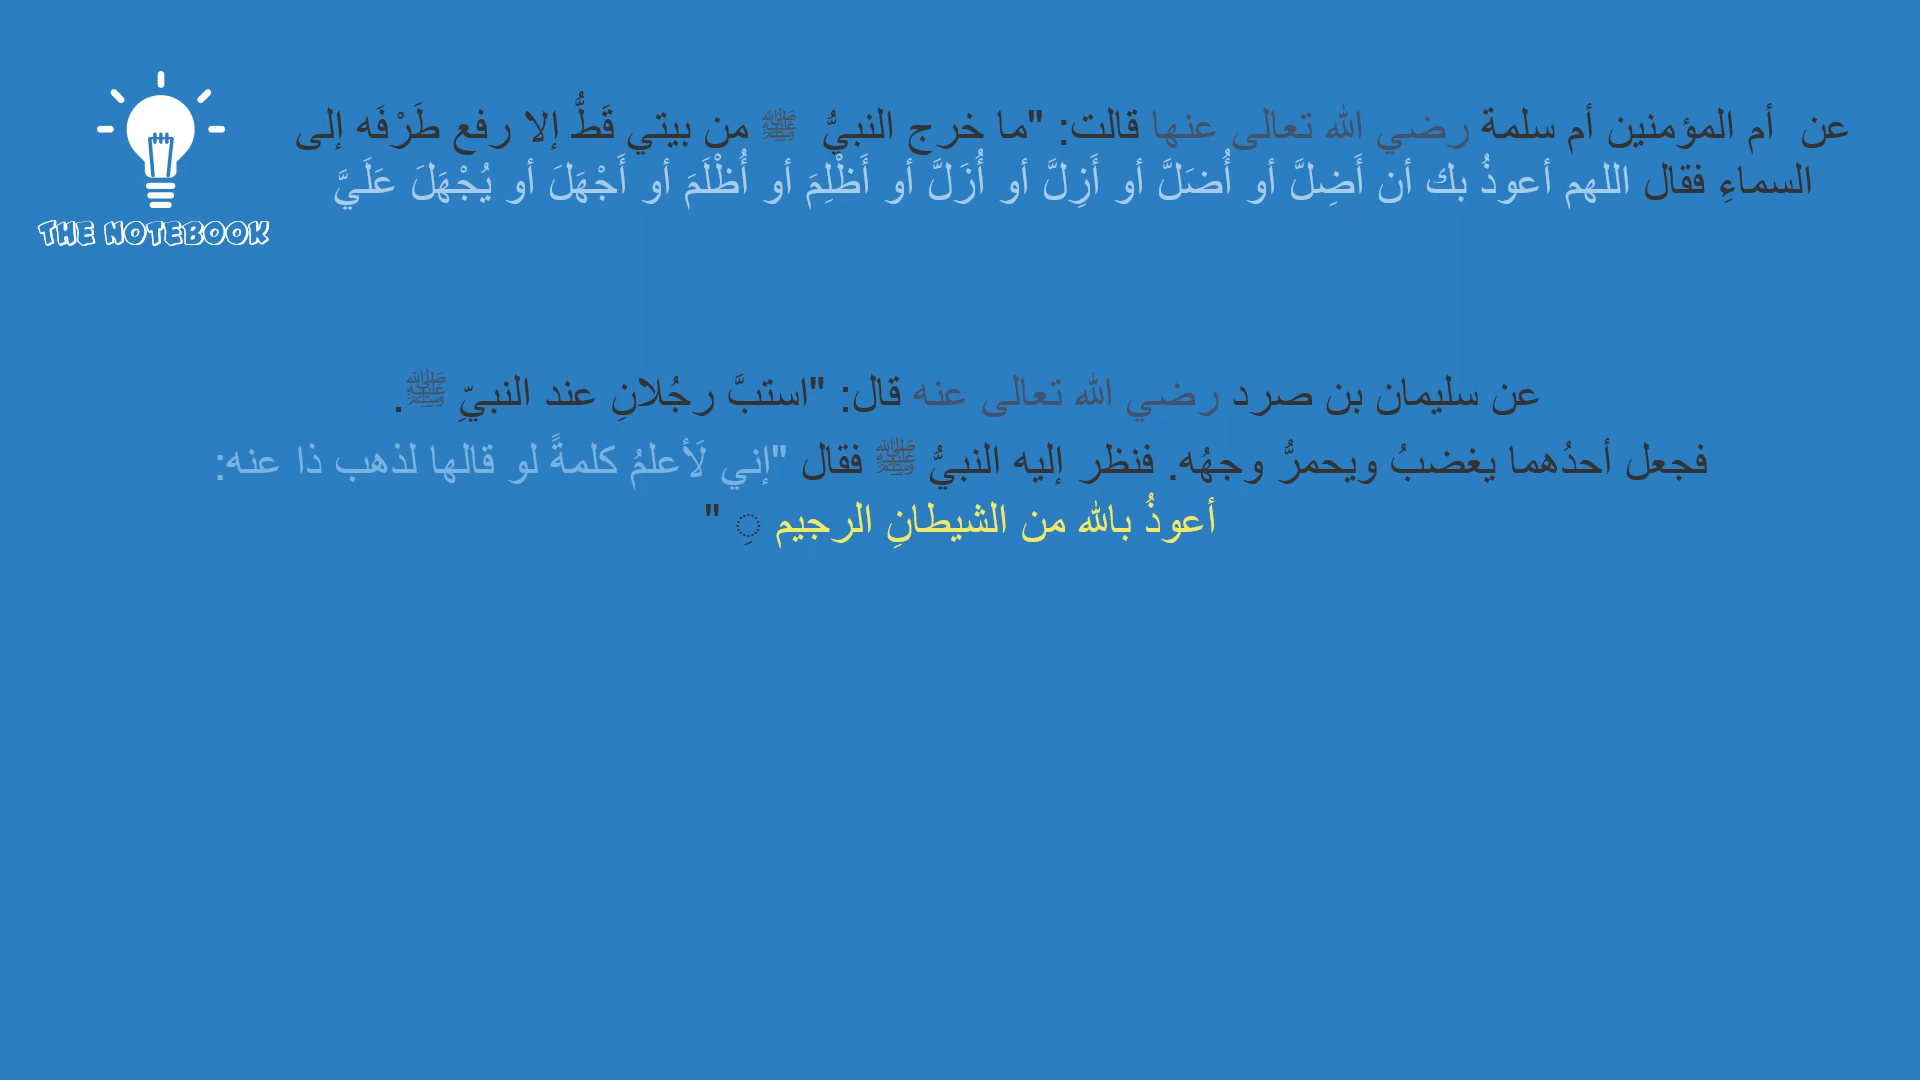 عن  أم المؤمنين أم سلمة رضي الله تعالى عنها قالت: "ما خرج النبيُّ  ﷺ من بيتي قَطُّ إلا رفع طَرْفَه إلى
السماءِ فقال اللهم أعوذُ بك أن أَضِلَّ أو أُضَلَّ أو أَزِلَّ أو أُزَلَّ أو أَظْلِمَ أو أُظْلَمَ أو أَجْهَلَ أو يُجْهَلَ عَلَيَّ
THE NOTEBOOK
عن سليمان بن صرد رضي الله تعالى عنه قال: "استبَّ رجُلانِ عند النبيِّ ﷺ.
فجعل أحدُهما يغضبُ ويحمرُّ وجهُه. فنظر إليه النبيُّ ﷺ فقال "إني لَأعلمُ كلمةً لو قالها لذهب ذا عنه:
أعوذُ بالله من الشيطانِ الرجيم ِ "